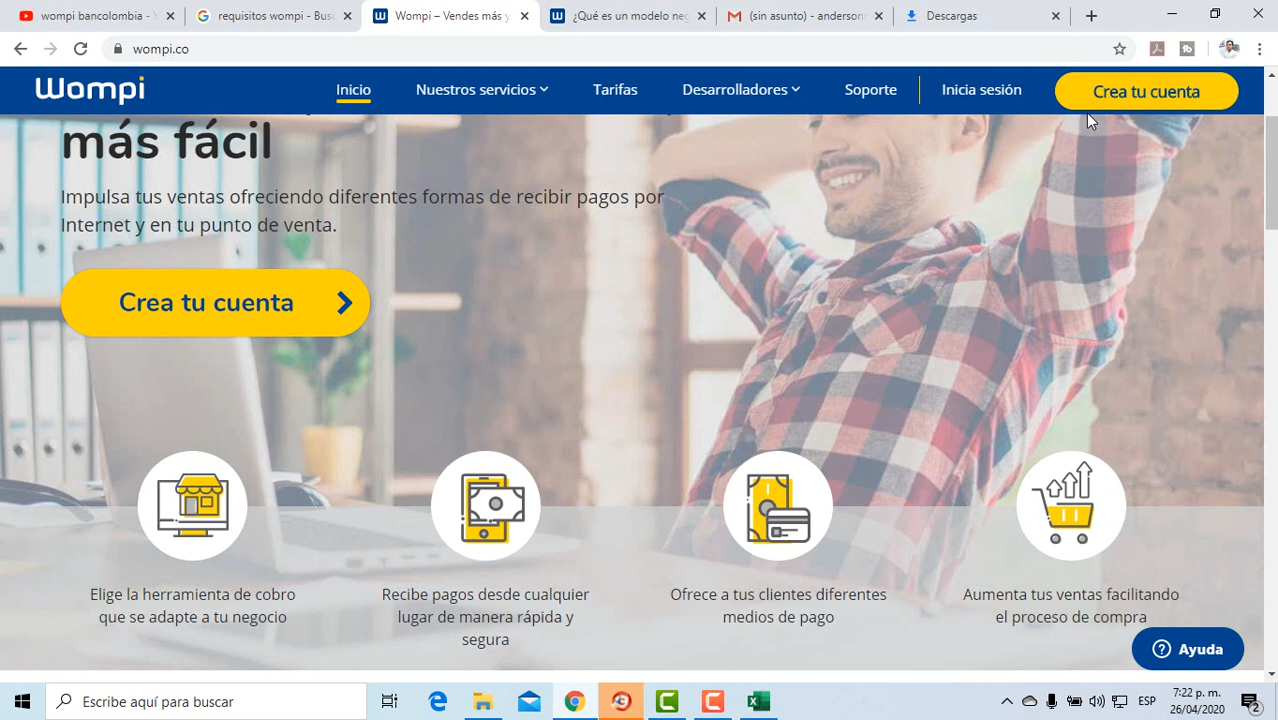 wompi bancolombia - Y
requisitos wompi - Bus
Wompi – Vendes más y
¿Qué es un modelo neg
(sin asunto) - anderson
Descargas
wompi.co
Wompi
Inicio
Nuestros servicios
Tarifas
Desarrolladores
Soporte
Inicia sesión
Crea tu cuenta
más fácil
Impulsa tus ventas ofreciendo diferentes formas de recibir pagos por
Internet y en tu punto de venta.
Crea tu cuenta
Elige la herramienta de cobro
que se adapte a tu negocio
Recibe pagos desde cualquier
lugar de manera rápida y
segura
Ofrece a tus clientes diferentes
medios de pago
Aumenta tus ventas facilitando
el proceso de compra
Ayuda
Escribe aquí para buscar
ESP
7:22 p. m.
26/04/2020
2